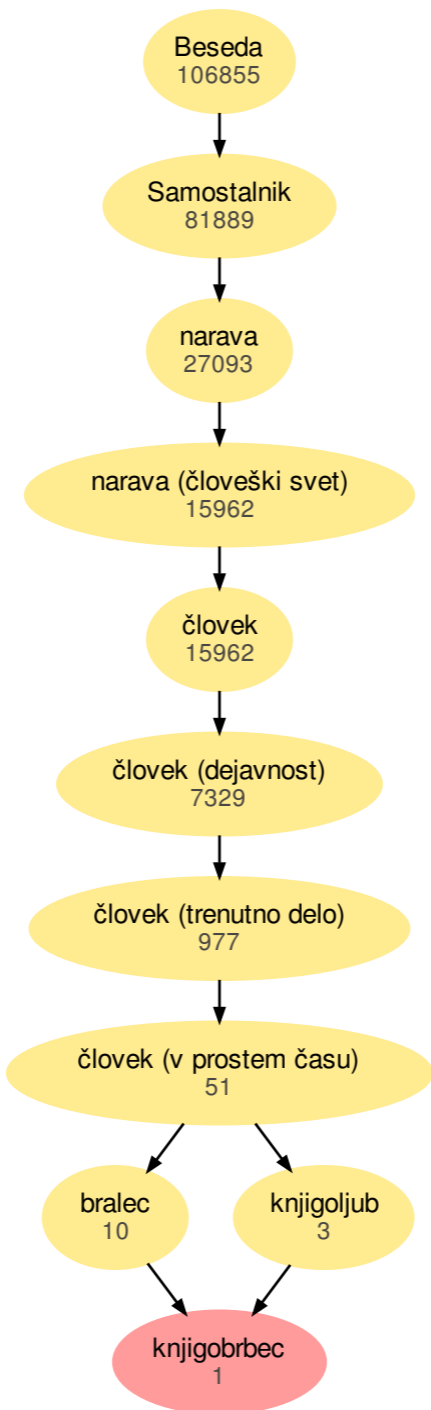 Beseda
106855
Samostalnik
81889
narava
27093
narava (človeški svet)
15962
človek
15962
človek (dejavnost)
7329
človek (trenutno delo)
977
človek (v prostem času)
51
bralec
10
knjigoljub
3
knjigobrbec
1